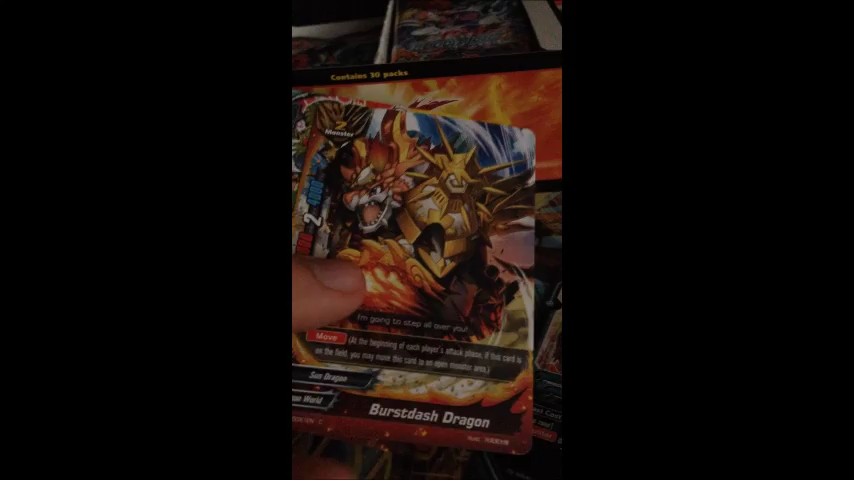 Contains 30 packs
2
Monster
2
I'm going to step all over you!
Move (At the beginning of each player's attack phase, if this card is
on the field, you may move this card to an open monster area.)
Sun Dragon
World
Burstdash Dragon